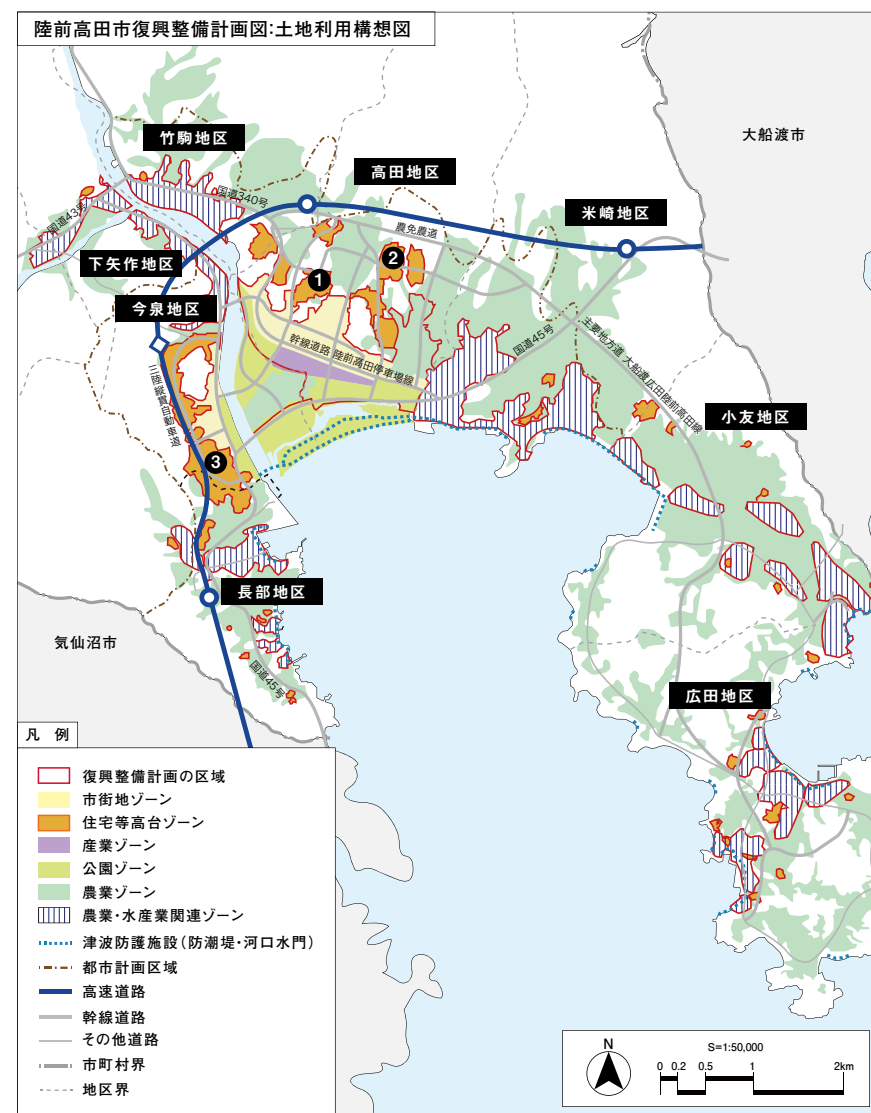 陸前高田市復興整備計画図:土地利用構想図
大船渡市
竹駒地区
高田地区
国道340号
米崎地区
国道43号
農免農道
下矢作地区
❷
❶
今泉地区
国道45号
主要地方道 大船渡広田陸前高田線
幹線道路 陸前高田停車場線
三陸縦貫自動車道
小友地区
❸
長部地区
気仙沼市
国道45号
広田地区
凡 例
復興整備計画の区域
市街地ゾーン
住宅等高台ゾーン
産業ゾーン
公園ゾーン
農業ゾーン
農業・水産業関連ゾーン
津波防護施設(防潮堤・河口水門)
都市計画区域
高速道路
幹線道路
その他道路
市町村界
地区界
N
S=1:50,000
0 0.2 0.5 1 2km